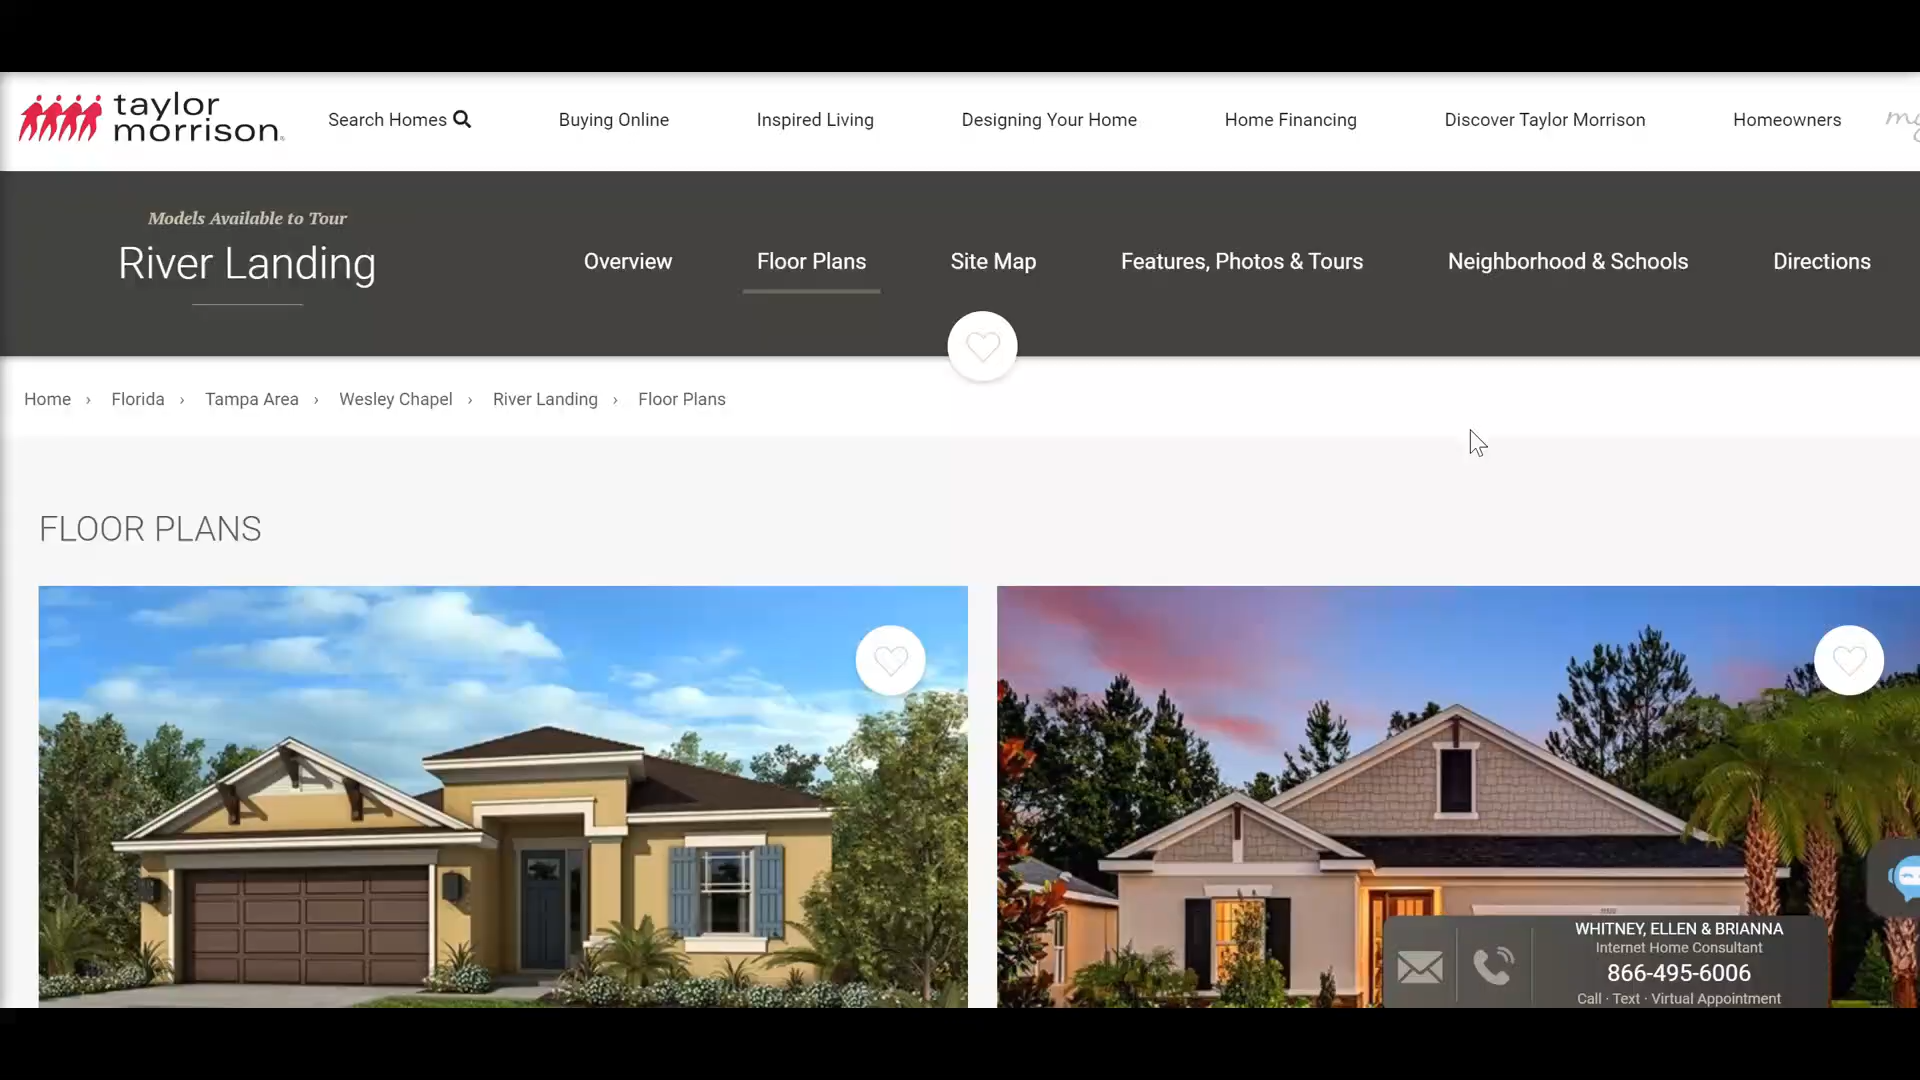 taylor
morrison
Search Homes
Buying Online
Inspired Living
Designing Your Home
Home Financing
Discover Taylor Morrison
Homeowners
my
Models Available to Tour
River Landing
Overview
Floor Plans
Site Map
Features, Photos & Tours
Neighborhood & Schools
Directions
Home › Florida › Tampa Area › Wesley Chapel › River Landing › Floor Plans
FLOOR PLANS
WHITNEY, ELLEN & BRIANNA
Internet Home Consultant
866-495-6006
Call · Text · Virtual Appointment